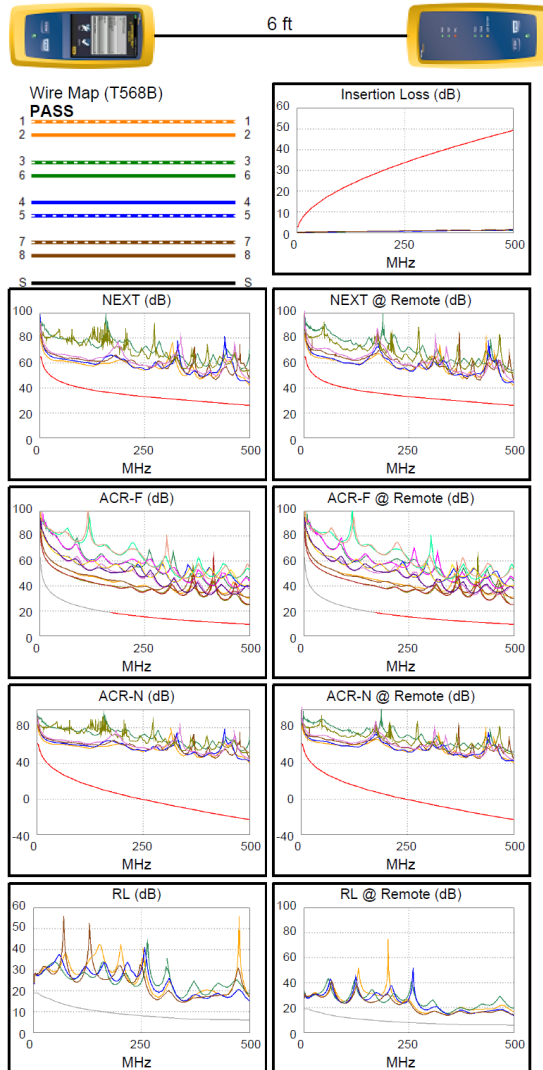 6 ft
Wire Map (T568B)
PASS
1 1
2 2
3 3
6 6
4 4
5 5
7 7
8 8
S S
Insertion Loss (dB)
60
50
40
30
20
10
0
0 250 500
MHz
NEXT (dB)
100
80
60
40
20
0
0 250 500
MHz
NEXT @ Remote (dB)
100
80
60
40
20
0
0 250 500
MHz
ACR-F (dB)
100
80
60
40
20
0
0 250 500
MHz
ACR-F @ Remote (dB)
100
80
60
40
20
0
0 250 500
MHz
ACR-N (dB)
80
40
0
-40
0 250 500
MHz
ACR-N @ Remote (dB)
80
40
0
-40
0 250 500
MHz
RL (dB)
60
50
40
30
20
10
0
0 250 500
MHz
RL @ Remote (dB)
100
80
60
40
20
0
0 250 500
MHz